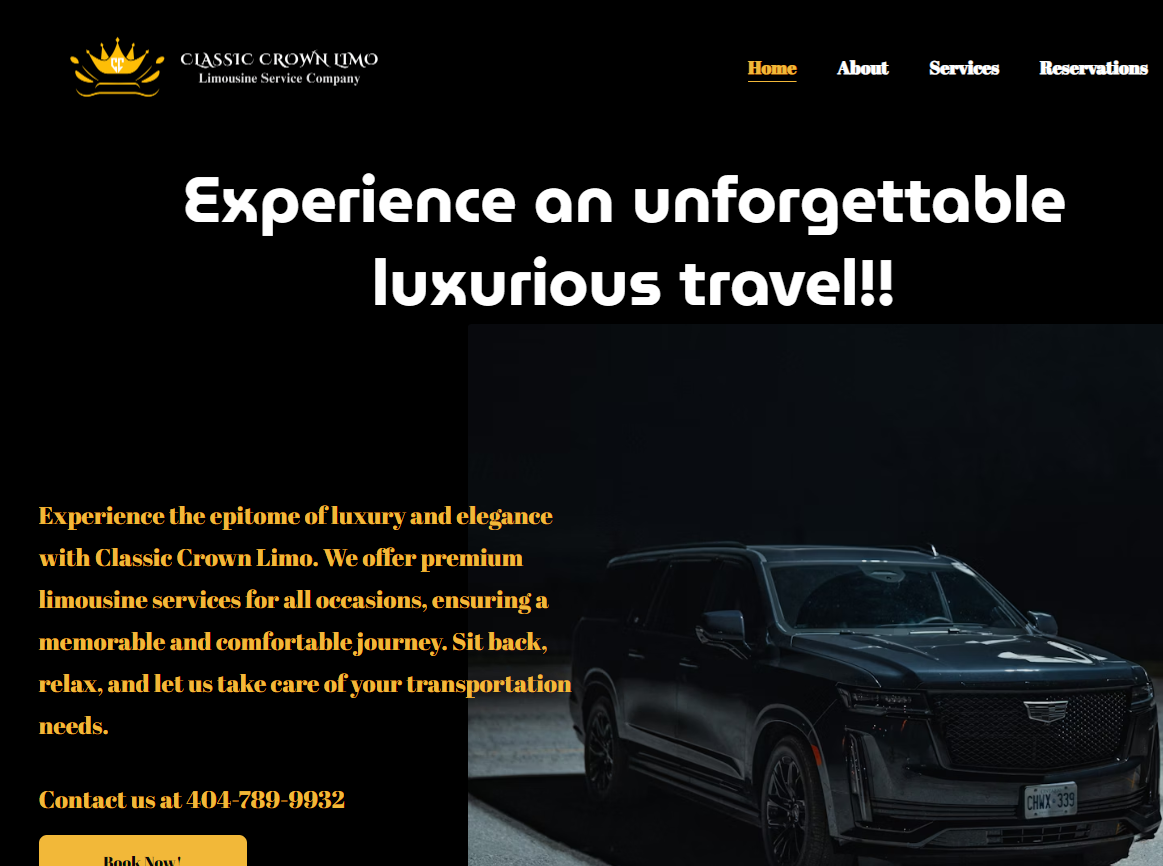 CLASSIC CROWN LIMO
Limousine Service Company
Home About Services Reservations
Experience an unforgettable
luxurious travel!!
Experience the epitome of luxury and elegance
with Classic Crown Limo. We offer premium
limousine services for all occasions, ensuring a
memorable and comfortable journey. Sit back,
relax, and let us take care of your transportation
needs.
Contact us at 404-789-9932
Book Now!
CHWX 339